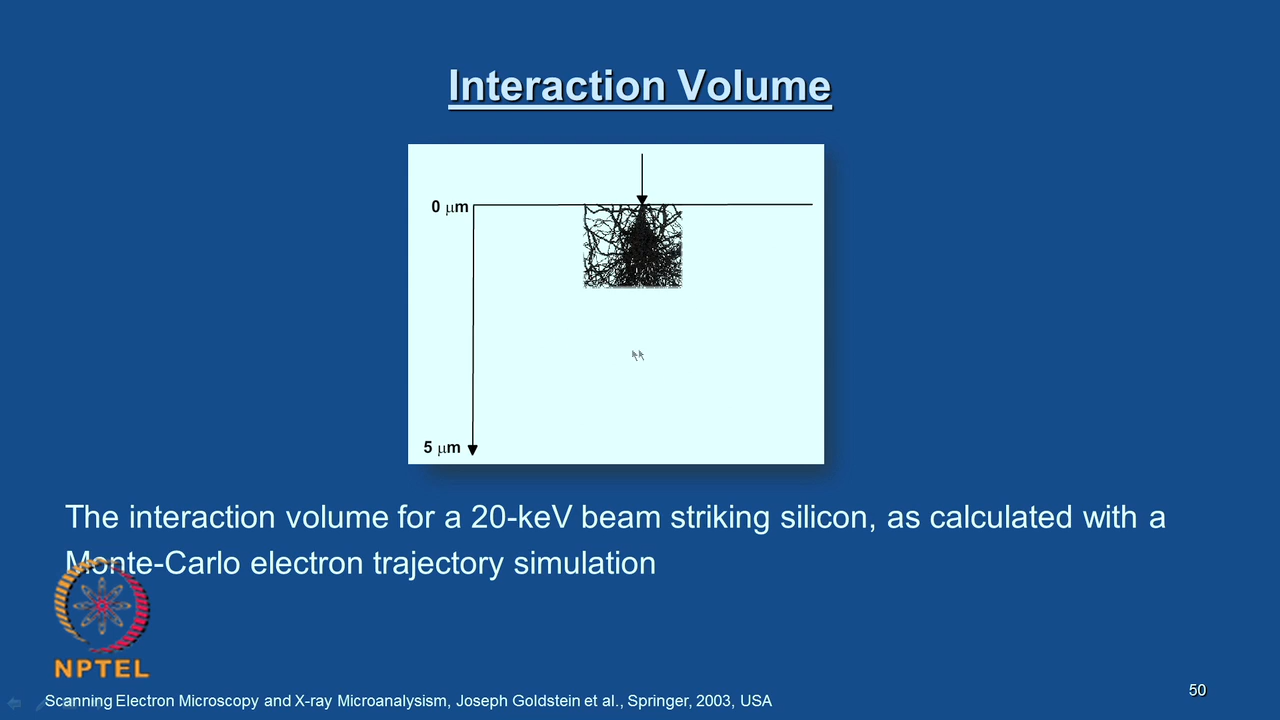 Interaction Volume
0 μm
5 μm
The interaction volume for a 20-keV beam striking silicon, as calculated with a
Monte-Carlo electron trajectory simulation
NPTEL
Scanning Electron Microscopy and X-ray Microanalysism, Joseph Goldstein et al., Springer, 2003, USA
50